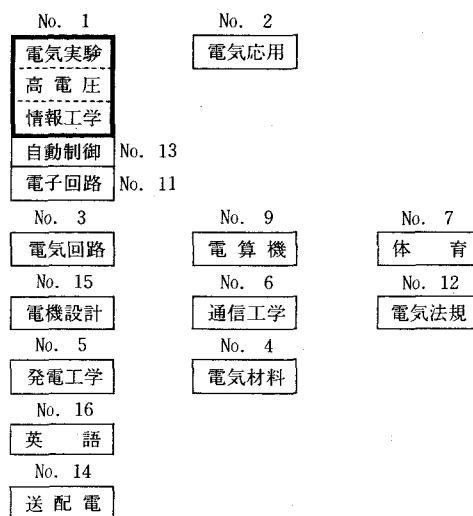 No. 1 No. 2
電気実験 電気応用
高電圧
情報工学
自動制御 No. 13
電子回路 No. 11
No. 3 No. 9 No. 7
電気回路 電算機 体育
No. 15 No. 6 No. 12
電機設計 通信工学 電気法規
No. 5 No. 4
発電工学 電気材料
No. 16
英語
No. 14
送配電